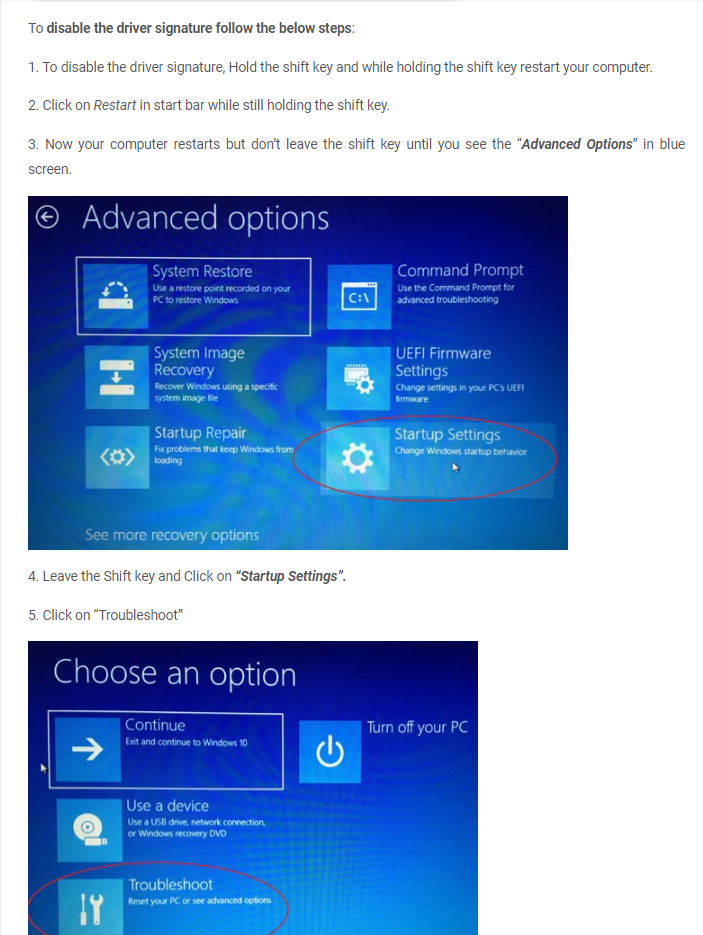 To disable the driver signature follow the below steps:
1. To disable the driver signature, Hold the shift key and while holding the shift key restart your computer.
2. Click on Restart in start bar while still holding the shift key.
3. Now your computer restarts but don't leave the shift key until you see the “Advanced Options” in blue
screen.
Advanced options
System Restore
Use a restore point recorded on your
PC to restore Windows
Command Prompt
Use the Command Prompt for
advanced troubleshooting
C:\
System Image
Recovery
Recover Windows using a specific
system image file
UEFI Firmware
Settings
Change settings in your PC's UEFI
firmware
Startup Repair
Fix problems that keep Windows from
loading
Startup Settings
Change Windows startup behavior
See more recovery options
4. Leave the Shift key and Click on “Startup Settings”.
5. Click on “Troubleshoot”
Choose an option
Continue
Exit and continue to Windows 10
Turn off your PC
Use a device
Use a USB drive, network connection,
or Windows recovery DVD
Troubleshoot
Reset your PC or see advanced options